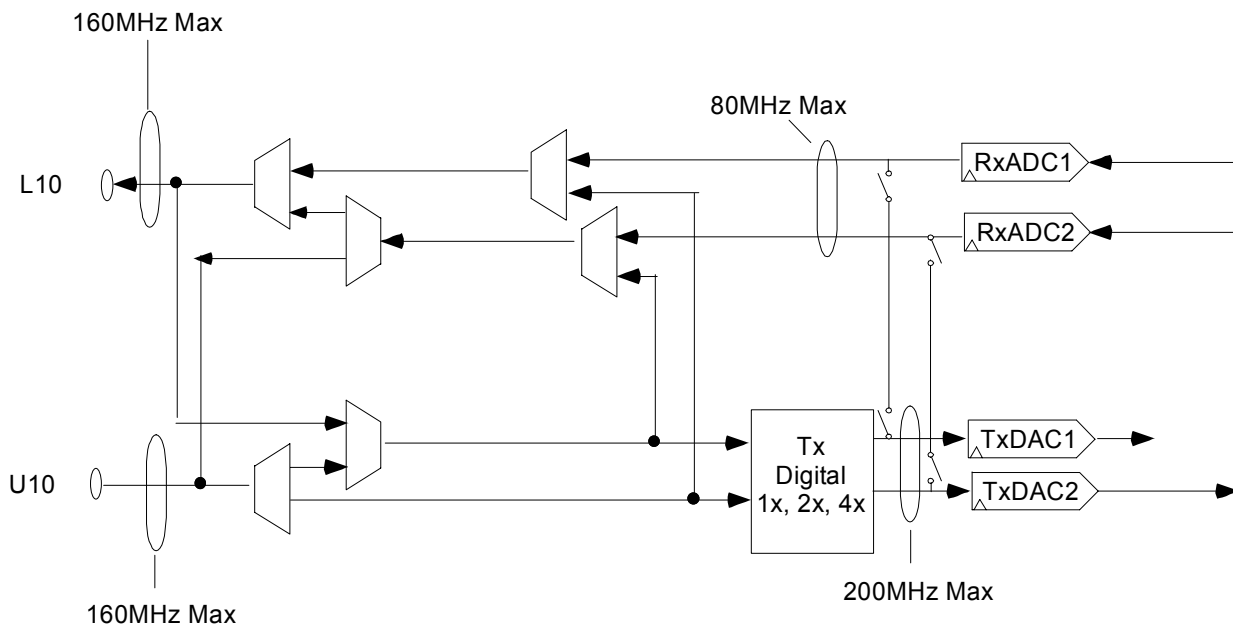 160MHz Max
80MHz Max
RxADC1
L10
RxADC2
Tx
Digital
1x, 2x, 4x
TxDAC1
U10
TxDAC2
200MHz Max
160MHz Max